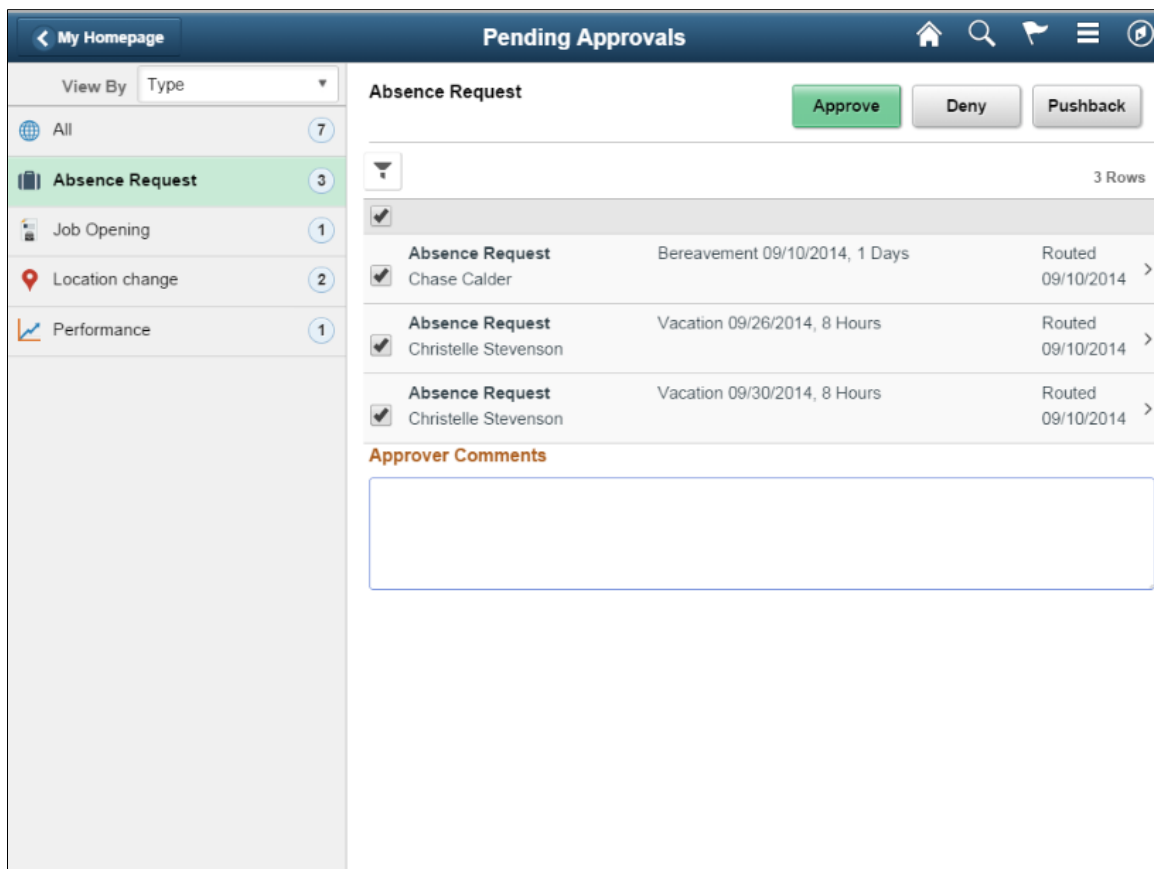 My Homepage
Pending Approvals
View By Type
All 7
Absence Request 3
Job Opening 1
Location change 2
Performance 1
Absence Request
Approve Deny Pushback
3 Rows
Absence Request Bereavement 09/10/2014, 1 Days Routed
Chase Calder 09/10/2014
Absence Request Vacation 09/26/2014, 8 Hours Routed
Christelle Stevenson 09/10/2014
Absence Request Vacation 09/30/2014, 8 Hours Routed
Christelle Stevenson 09/10/2014
Approver Comments